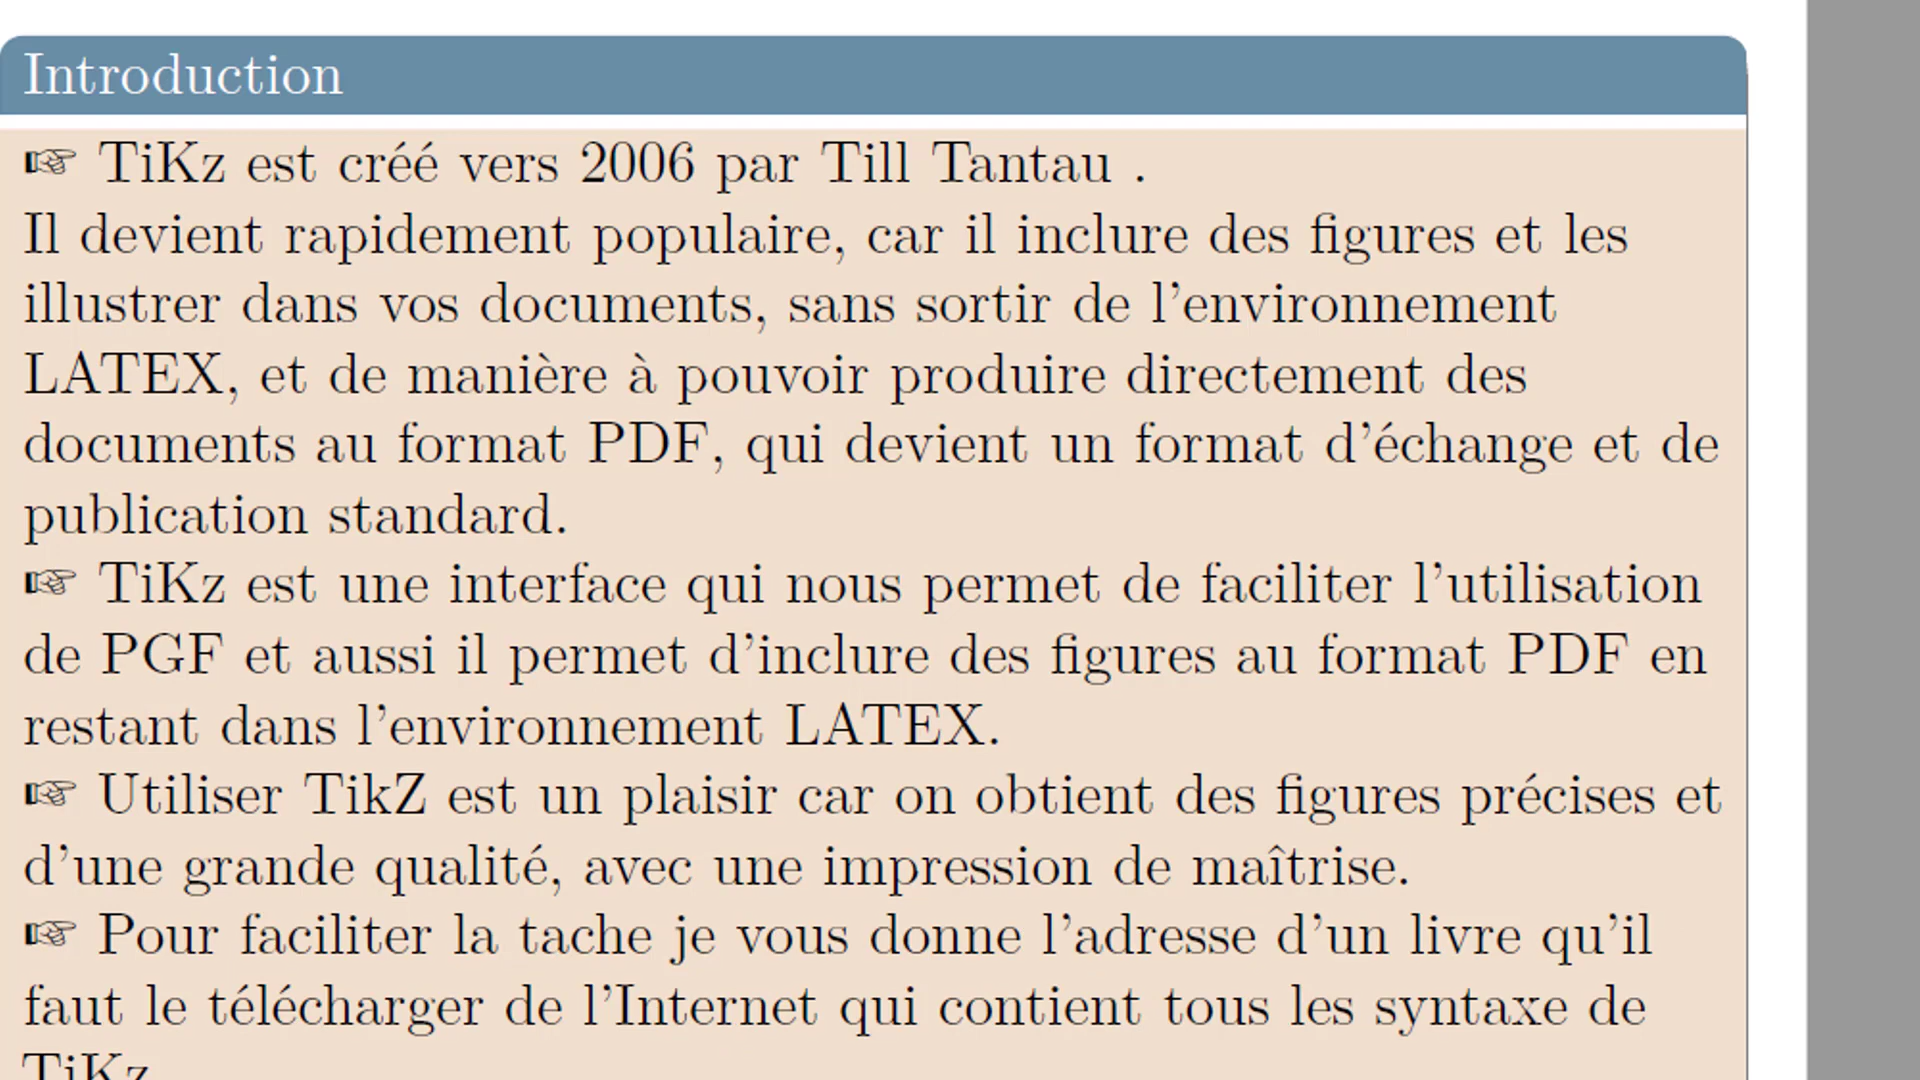 Introduction
☞ TiKz est créé vers 2006 par Till Tantau .
Il devient rapidement populaire, car il inclure des figures et les
illustrer dans vos documents, sans sortir de l'environnement
LATEX, et de manière à pouvoir produire directement des
documents au format PDF, qui devient un format d'échange et de
publication standard.
☞ TiKz est une interface qui nous permet de faciliter l'utilisation
de PGF et aussi il permet d'inclure des figures au format PDF en
restant dans l'environnement LATEX.
☞ Utiliser TikZ est un plaisir car on obtient des figures précises et
d'une grande qualité, avec une impression de maîtrise.
☞ Pour faciliter la tache je vous donne l'adresse d'un livre qu'il
faut le télécharger de l'Internet qui contient tous les syntaxe de
TiKz